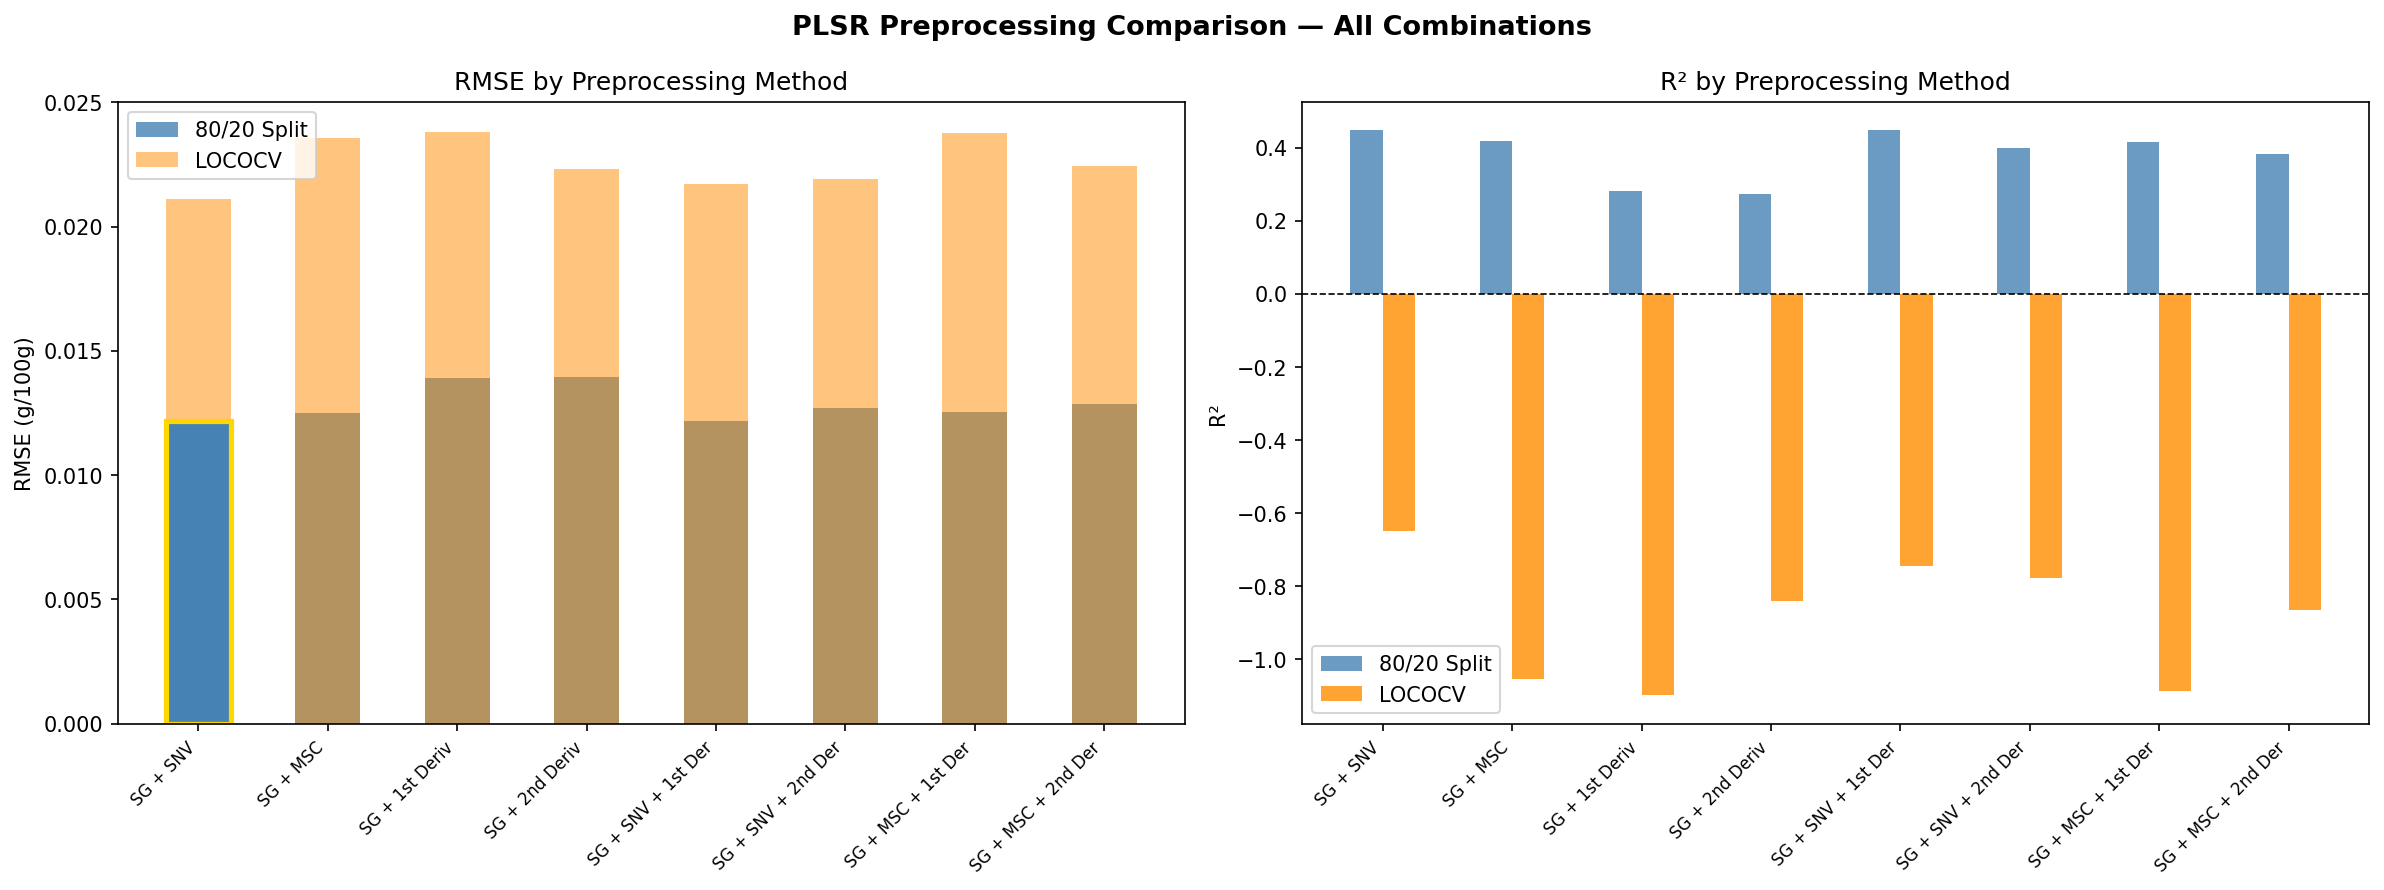 PLSR Preprocessing Comparison — All Combinations
RMSE by Preprocessing Method
RMSE (g/100g)
0.025
0.020
0.015
0.010
0.005
0.000
80/20 Split
LOCOCV
SG + SNV
SG + MSC
SG + 1st Deriv
SG + 2nd Deriv
SG + SNV + 1st Der
SG + SNV + 2nd Der
SG + MSC + 1st Der
SG + MSC + 2nd Der
R² by Preprocessing Method
R²
0.4
0.2
0.0
−0.2
−0.4
−0.6
−0.8
−1.0
80/20 Split
LOCOCV
SG + SNV
SG + MSC
SG + 1st Deriv
SG + 2nd Deriv
SG + SNV + 1st Der
SG + SNV + 2nd Der
SG + MSC + 1st Der
SG + MSC + 2nd Der